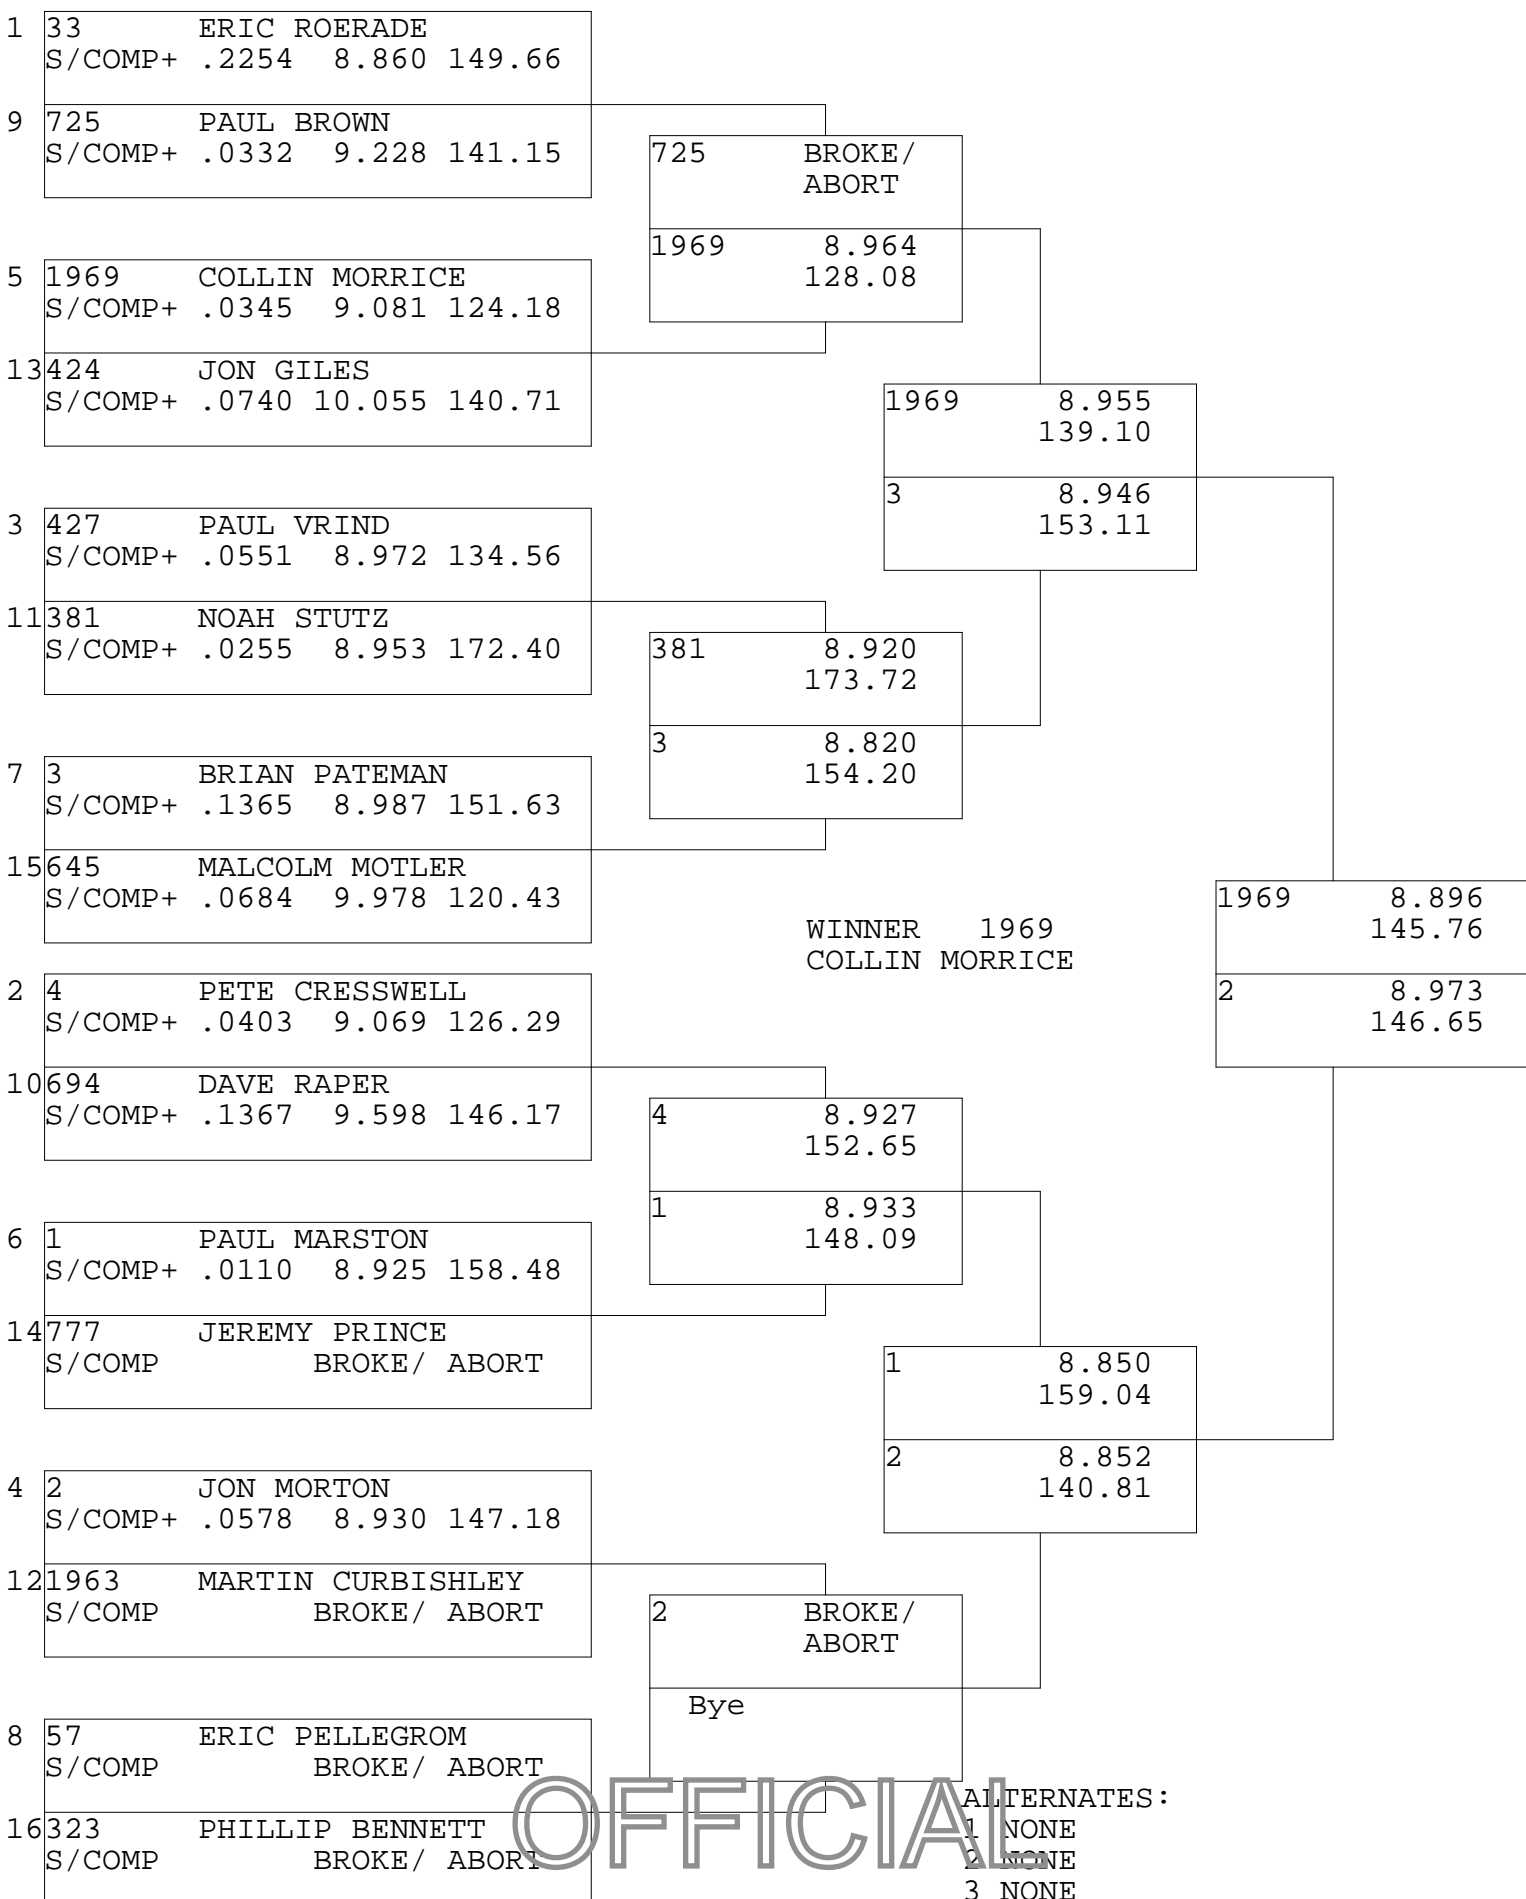 1 33 ERIC ROERADE
S/COMP+ .2254 8.860 149.66
9 725 PAUL BROWN
S/COMP+ .0332 9.228 141.15
725 BROKE/
ABORT
1969 8.964
128.08
5 1969 COLLIN MORRICE
S/COMP+ .0345 9.081 124.18
13 424 JON GILES
S/COMP+ .0740 10.055 140.71
1969 8.955
139.10
3 8.946
153.11
3 427 PAUL VRIND
S/COMP+ .0551 8.972 134.56
11 381 NOAH STUTZ
S/COMP+ .0255 8.953 172.40
381 8.920
173.72
3 8.820
154.20
7 3 BRIAN PATEMAN
S/COMP+ .1365 8.987 151.63
15 645 MALCOLM MOTLER
S/COMP+ .0684 9.978 120.43
WINNER 1969
COLLIN MORRICE
1969 8.896
145.76
2 8.973
146.65
2 4 PETE CRESSWELL
S/COMP+ .0403 9.069 126.29
10 694 DAVE RAPER
S/COMP+ .1367 9.598 146.17
4 8.927
152.65
1 8.933
148.09
6 1 PAUL MARSTON
S/COMP+ .0110 8.925 158.48
14 777 JEREMY PRINCE
S/COMP BROKE/ ABORT
1 8.850
159.04
2 8.852
140.81
4 2 JON MORTON
S/COMP+ .0578 8.930 147.18
12 1963 MARTIN CURBISHLEY
S/COMP BROKE/ ABORT
2 BROKE/
ABORT
Bye
8 57 ERIC PELLEGROM
S/COMP BROKE/ ABORT
16 323 PHILLIP BENNETT
S/COMP BROKE/ ABORT
OFFICIAL
ALTERNATES:
1 NONE
2 NONE
3 NONE